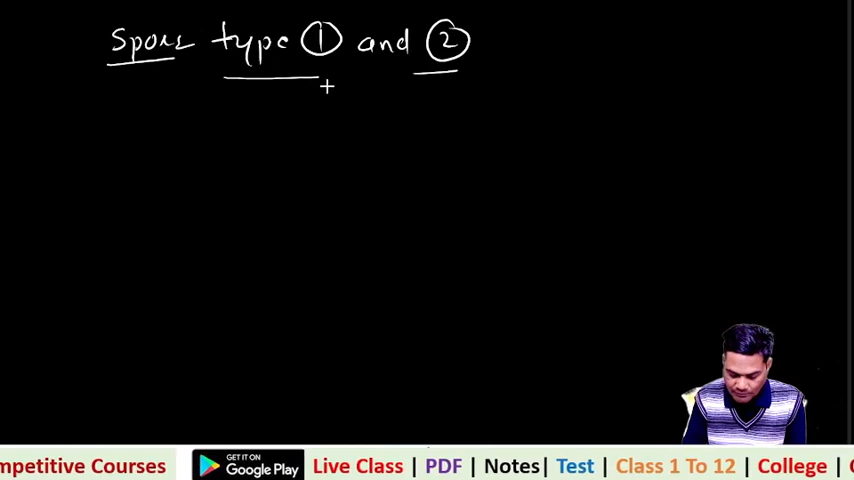 Spore type ① and ②
mpetitive Courses GET IT ON Google Play Live Class | PDF | Notes| Test | Class 1 To 12 | College |